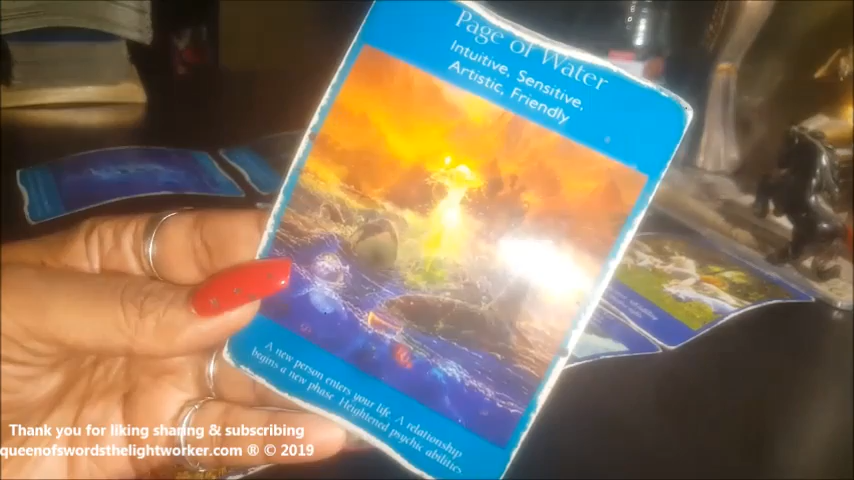 Page of Water
Intuitive, Sensitive,
Artistic, Friendly
A new person enters your life A relationship
begins a new phase Heightened psychic abilities
Thank you for liking sharing & subscribing
queenofswordsthelightworker.com ® © 2019